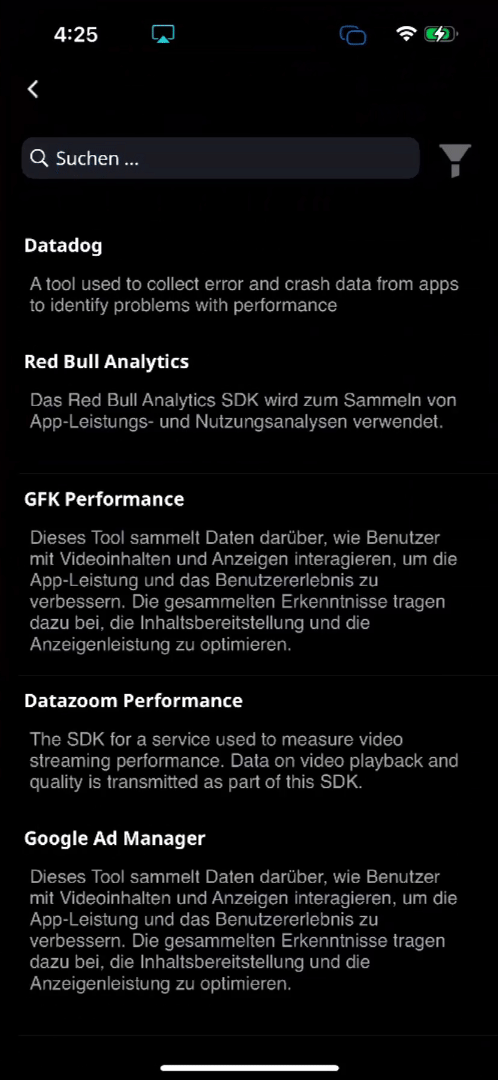 4:25
Suchen ...
Datadog
A tool used to collect error and crash data from apps
to identify problems with performance
Red Bull Analytics
Das Red Bull Analytics SDK wird zum Sammeln von
App-Leistungs- und Nutzungsanalysen verwendet.
GFK Performance
Dieses Tool sammelt Daten darüber, wie Benutzer
mit Videoinhalten und Anzeigen interagieren, um die
App-Leistung und das Benutzererlebnis zu
verbessern. Die gesammelten Erkenntnisse tragen
dazu bei, die Inhaltsbereitstellung und die
Anzeigenleistung zu optimieren.
Datazoom Performance
The SDK for a service used to measure video
streaming performance. Data on video playback and
quality is transmitted as part of this SDK.
Google Ad Manager
Dieses Tool sammelt Daten darüber, wie Benutzer
mit Videoinhalten und Anzeigen interagieren, um die
App-Leistung und das Benutzererlebnis zu
verbessern. Die gesammelten Erkenntnisse tragen
dazu bei, die Inhaltsbereitstellung und die
Anzeigenleistung zu optimieren.